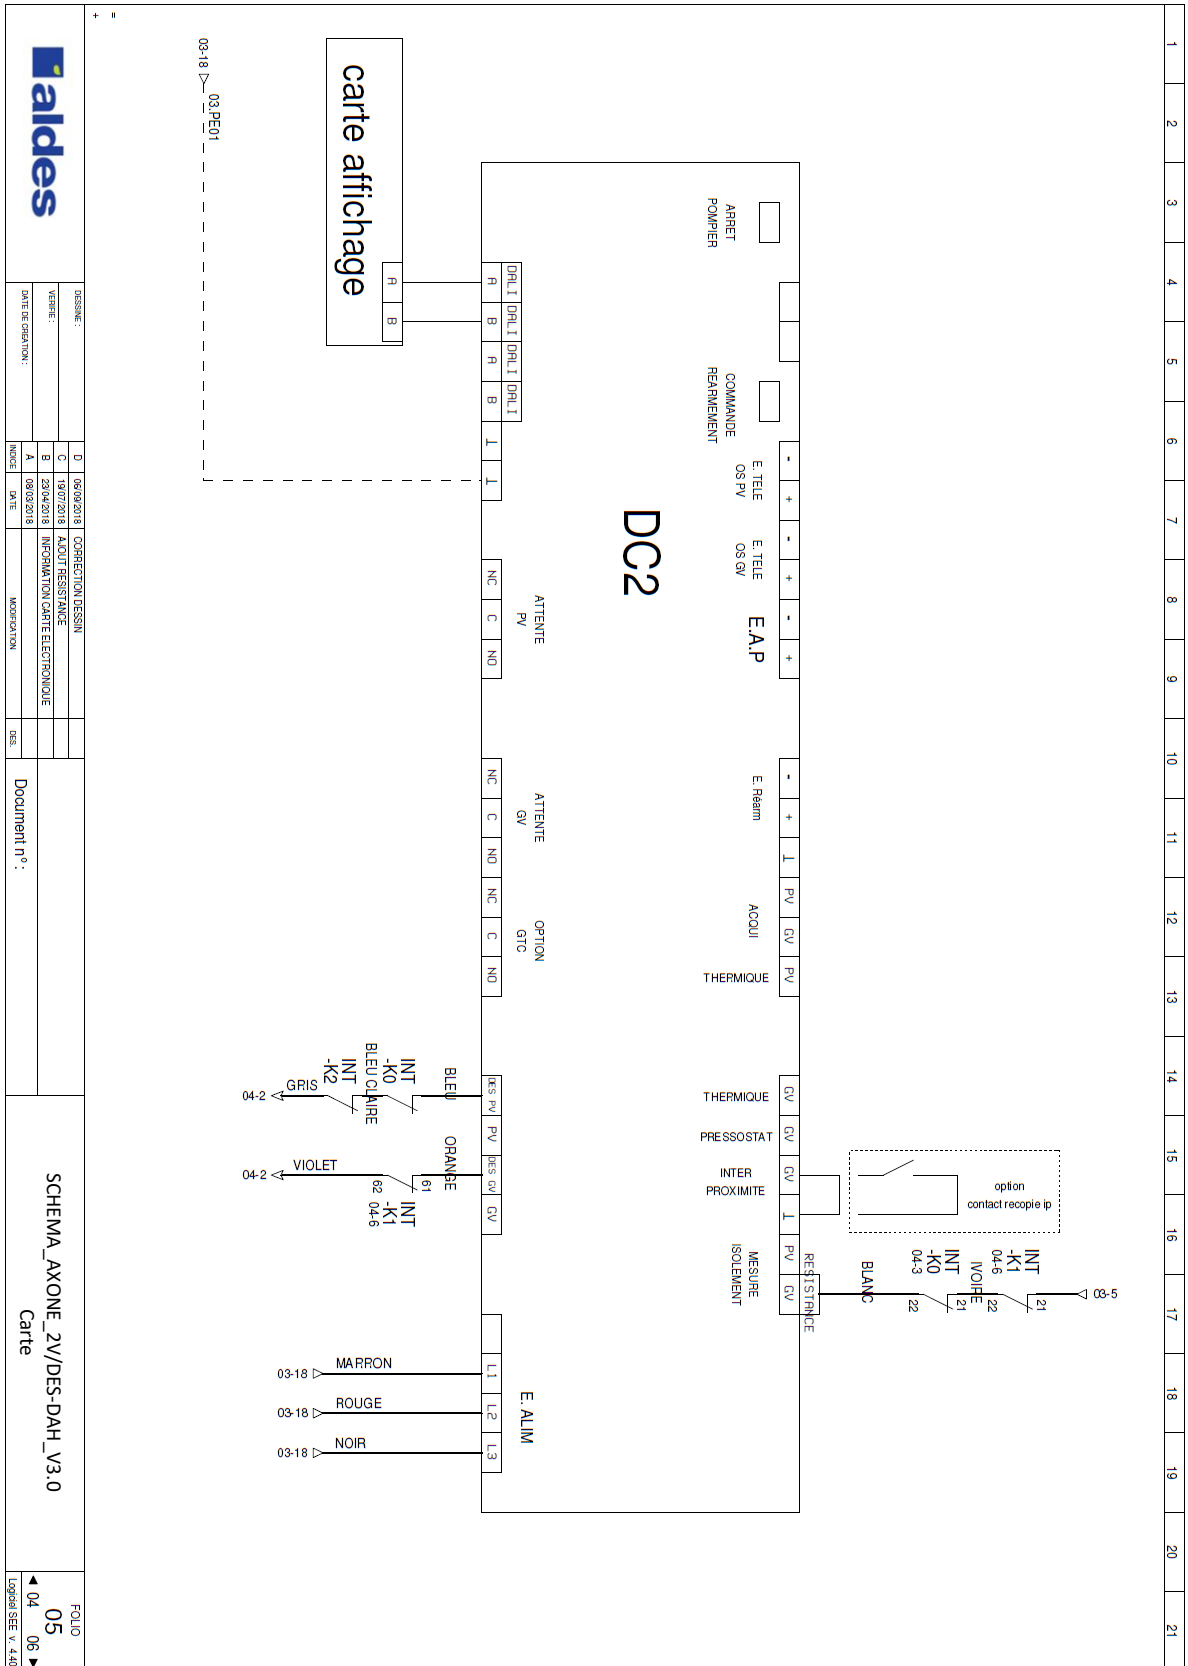 1
2
3
4
5
6
7
8
9
10
11
12
13
14
15
16
17
18
19
20
21
=
+
03-18
03.PE01
carte affichage
A
B
ARRET
POMPIER
COMMANDE
REARMEMENT
- + - + - +
E. TELE
OS PV
E. TELE
OS GV
E.A.P
- + ⊥ PV GV PV
E. Réarm
ACQUI
THERMIQUE
GV GV GV ⊥ PV GV
THERMIQUE
PRESSOSTAT
INTER
PROXIMITE
MESURE
ISOLEMENT
RESISTANCE
option
contact recopie ip
BLANC
INT
-K0
04-3
22
21
IVOIRE
INT
-K1
04-6
22
21
03-5
DC2
DALI DALI DALI DALI
A B A B ⊥ ⊥
ATTENTE
PV
NC C NO
ATTENTE
GV
NC C NO
OPTION
GTC
NC C NO
DES PV PV DES GV GV
BLEU
INT
-K0
BLEU CLAIRE
INT
-K2
GRIS
04-2
ORANGE
61
62
INT
-K1
04-6
VIOLET
04-2
E. ALIM
L1 L2 L3
MARRON
03-18
ROUGE
03-18
NOIR
03-18
aldes
DESSINE :
VERIFIE :
DATE DE CREATION :
D 06/09/2018 CORRECTION DESSIN
C 19/07/2018 AJOUT RESISTANCE
B 23/04/2018 INFORMATION CARTE ELECTRONIQUE
A 08/03/2018
INDICE DATE MODIFICATION DES.
Document n° :
SCHEMA_AXONE_2V/DES-DAH_V3.0
Carte
FOLIO
05
04 06
Logiciel SEE v. 4.40